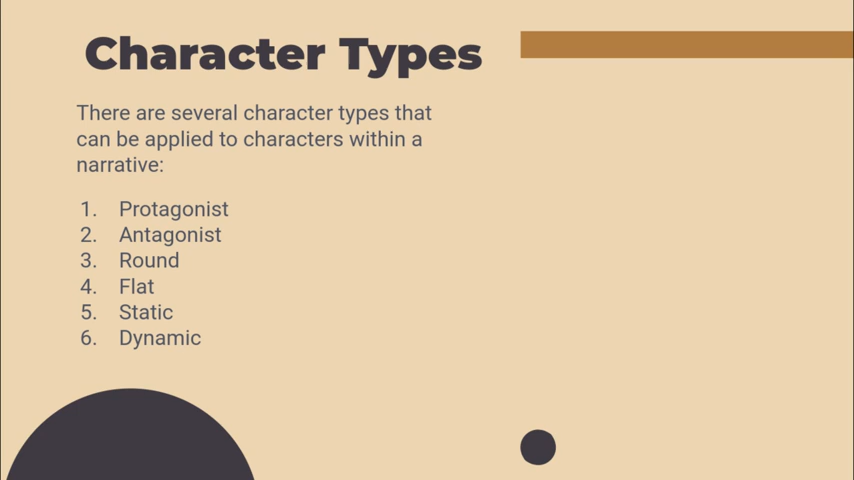 Character Types
There are several character types that
can be applied to characters within a
narrative:
1. Protagonist
2. Antagonist
3. Round
4. Flat
5. Static
6. Dynamic